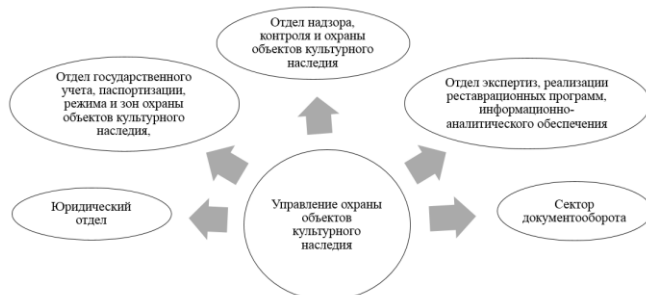 Отдел надзора,
контроля и охраны
объектов культурного
наследия
Отдел государственного
учета, паспортизации,
режима и зон охраны
объектов культурного
наследия,
Отдел экспертиз, реализации
реставрационных программ,
информационно-
аналитического обеспечения
Юридический
отдел
Управление охраны
объектов
культурного
наследия
Сектор
документооборота